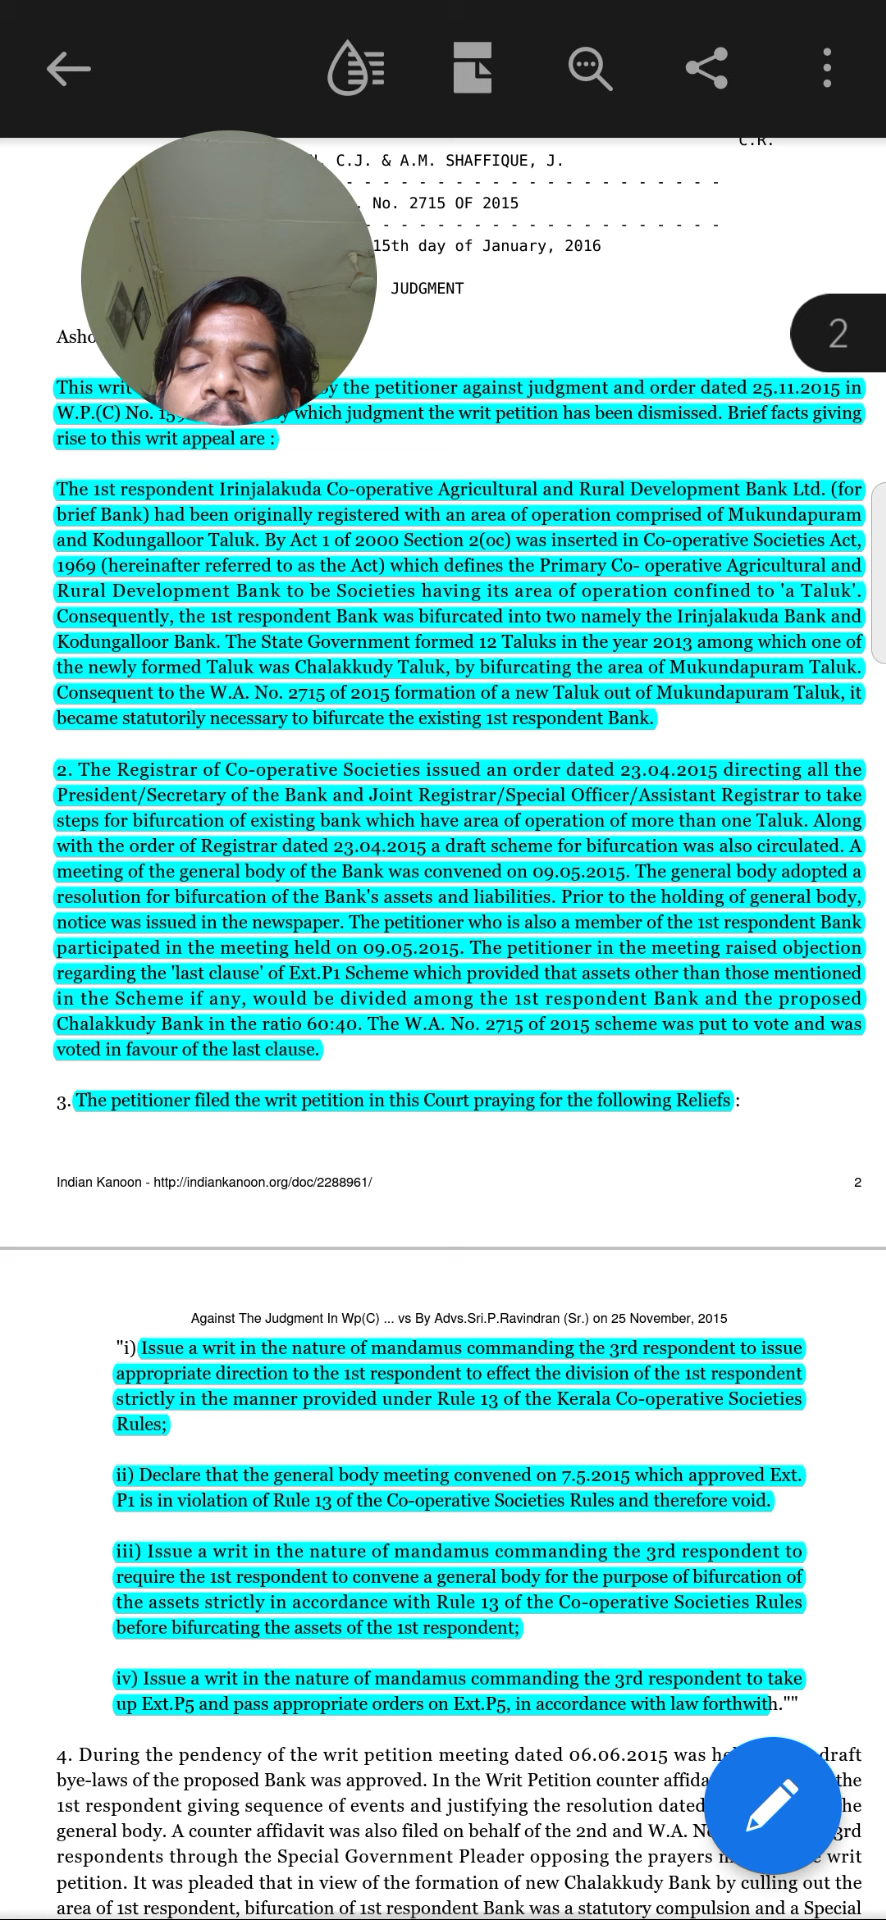 C.R.
C.J. & A.M. SHAFFIQUE, J.
- - - - - - - - - - - - - - - - - - - - -
No. 2715 OF 2015
- - - - - - - - - - - - - - - - - - - -
15th day of January, 2016
JUDGMENT
2
This writ by the petitioner against judgment and order dated 25.11.2015 in
W.P.(C) No. which judgment the writ petition has been dismissed. Brief facts giving
rise to this writ appeal are :
The 1st respondent Irinjalakuda Co-operative Agricultural and Rural Development Bank Ltd. (for
brief Bank) had been originally registered with an area of operation comprised of Mukundapuram
and Kodungalloor Taluk. By Act 1 of 2000 Section 2(oc) was inserted in Co-operative Societies Act,
1969 (hereinafter referred to as the Act) which defines the Primary Co- operative Agricultural and
Rural Development Bank to be Societies having its area of operation confined to 'a Taluk'.
Consequently, the 1st respondent Bank was bifurcated into two namely the Irinjalakuda Bank and
Kodungalloor Bank. The State Government formed 12 Taluks in the year 2013 among which one of
the newly formed Taluk was Chalakkudy Taluk, by bifurcating the area of Mukundapuram Taluk.
Consequent to the W.A. No. 2715 of 2015 formation of a new Taluk out of Mukundapuram Taluk, it
became statutorily necessary to bifurcate the existing 1st respondent Bank.
2. The Registrar of Co-operative Societies issued an order dated 23.04.2015 directing all the
President/Secretary of the Bank and Joint Registrar/Special Officer/Assistant Registrar to take
steps for bifurcation of existing bank which have area of operation of more than one Taluk. Along
with the order of Registrar dated 23.04.2015 a draft scheme for bifurcation was also circulated. A
meeting of the general body of the Bank was convened on 09.05.2015. The general body adopted a
resolution for bifurcation of the Bank's assets and liabilities. Prior to the holding of general body,
notice was issued in the newspaper. The petitioner who is also a member of the 1st respondent Bank
participated in the meeting held on 09.05.2015. The petitioner in the meeting raised objection
regarding the 'last clause' of Ext.P1 Scheme which provided that assets other than those mentioned
in the Scheme if any, would be divided among the 1st respondent Bank and the proposed
Chalakkudy Bank in the ratio 60:40. The W.A. No. 2715 of 2015 scheme was put to vote and was
voted in favour of the last clause.
3. The petitioner filed the writ petition in this Court praying for the following Reliefs :
Indian Kanoon - http://indiankanoon.org/doc/2288961/ 2
Against The Judgment In Wp(C) ... vs By Advs.Sri.P.Ravindran (Sr.) on 25 November, 2015
"i) Issue a writ in the nature of mandamus commanding the 3rd respondent to issue
appropriate direction to the 1st respondent to effect the division of the 1st respondent
strictly in the manner provided under Rule 13 of the Kerala Co-operative Societies
Rules;
ii) Declare that the general body meeting convened on 7.5.2015 which approved Ext.
P1 is in violation of Rule 13 of the Co-operative Societies Rules and therefore void.
iii) Issue a writ in the nature of mandamus commanding the 3rd respondent to
require the 1st respondent to convene a general body for the purpose of bifurcation of
the assets strictly in accordance with Rule 13 of the Co-operative Societies Rules
before bifurcating the assets of the 1st respondent;
iv) Issue a writ in the nature of mandamus commanding the 3rd respondent to take
up Ext.P5 and pass appropriate orders on Ext.P5, in accordance with law forthwith.""
4. During the pendency of the writ petition meeting dated 06.06.2015 was draft
bye-laws of the proposed Bank was approved. In the Writ Petition counter the
1st respondent giving sequence of events and justifying the resolution dated
general body. A counter affidavit was also filed on behalf of the 2nd and W.A. 3rd
respondents through the Special Government Pleader opposing the prayers writ
petition. It was pleaded that in view of the formation of new Chalakkudy Bank by culling out the
area of 1st respondent, bifurcation of 1st respondent Bank was a statutory compulsion and a Special